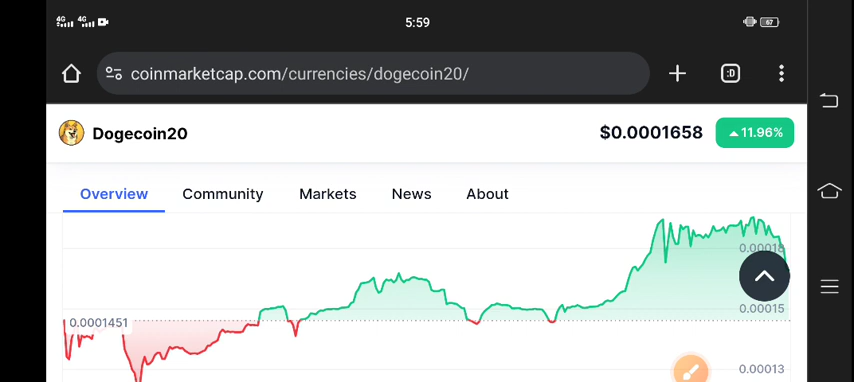 4G 4G 5:59 67
coinmarketcap.com/currencies/dogecoin20/ :D
Dogecoin20 $0.0001658 11.96%
Overview Community Markets News About
0.00018
0.00015
0.0001451
0.00013